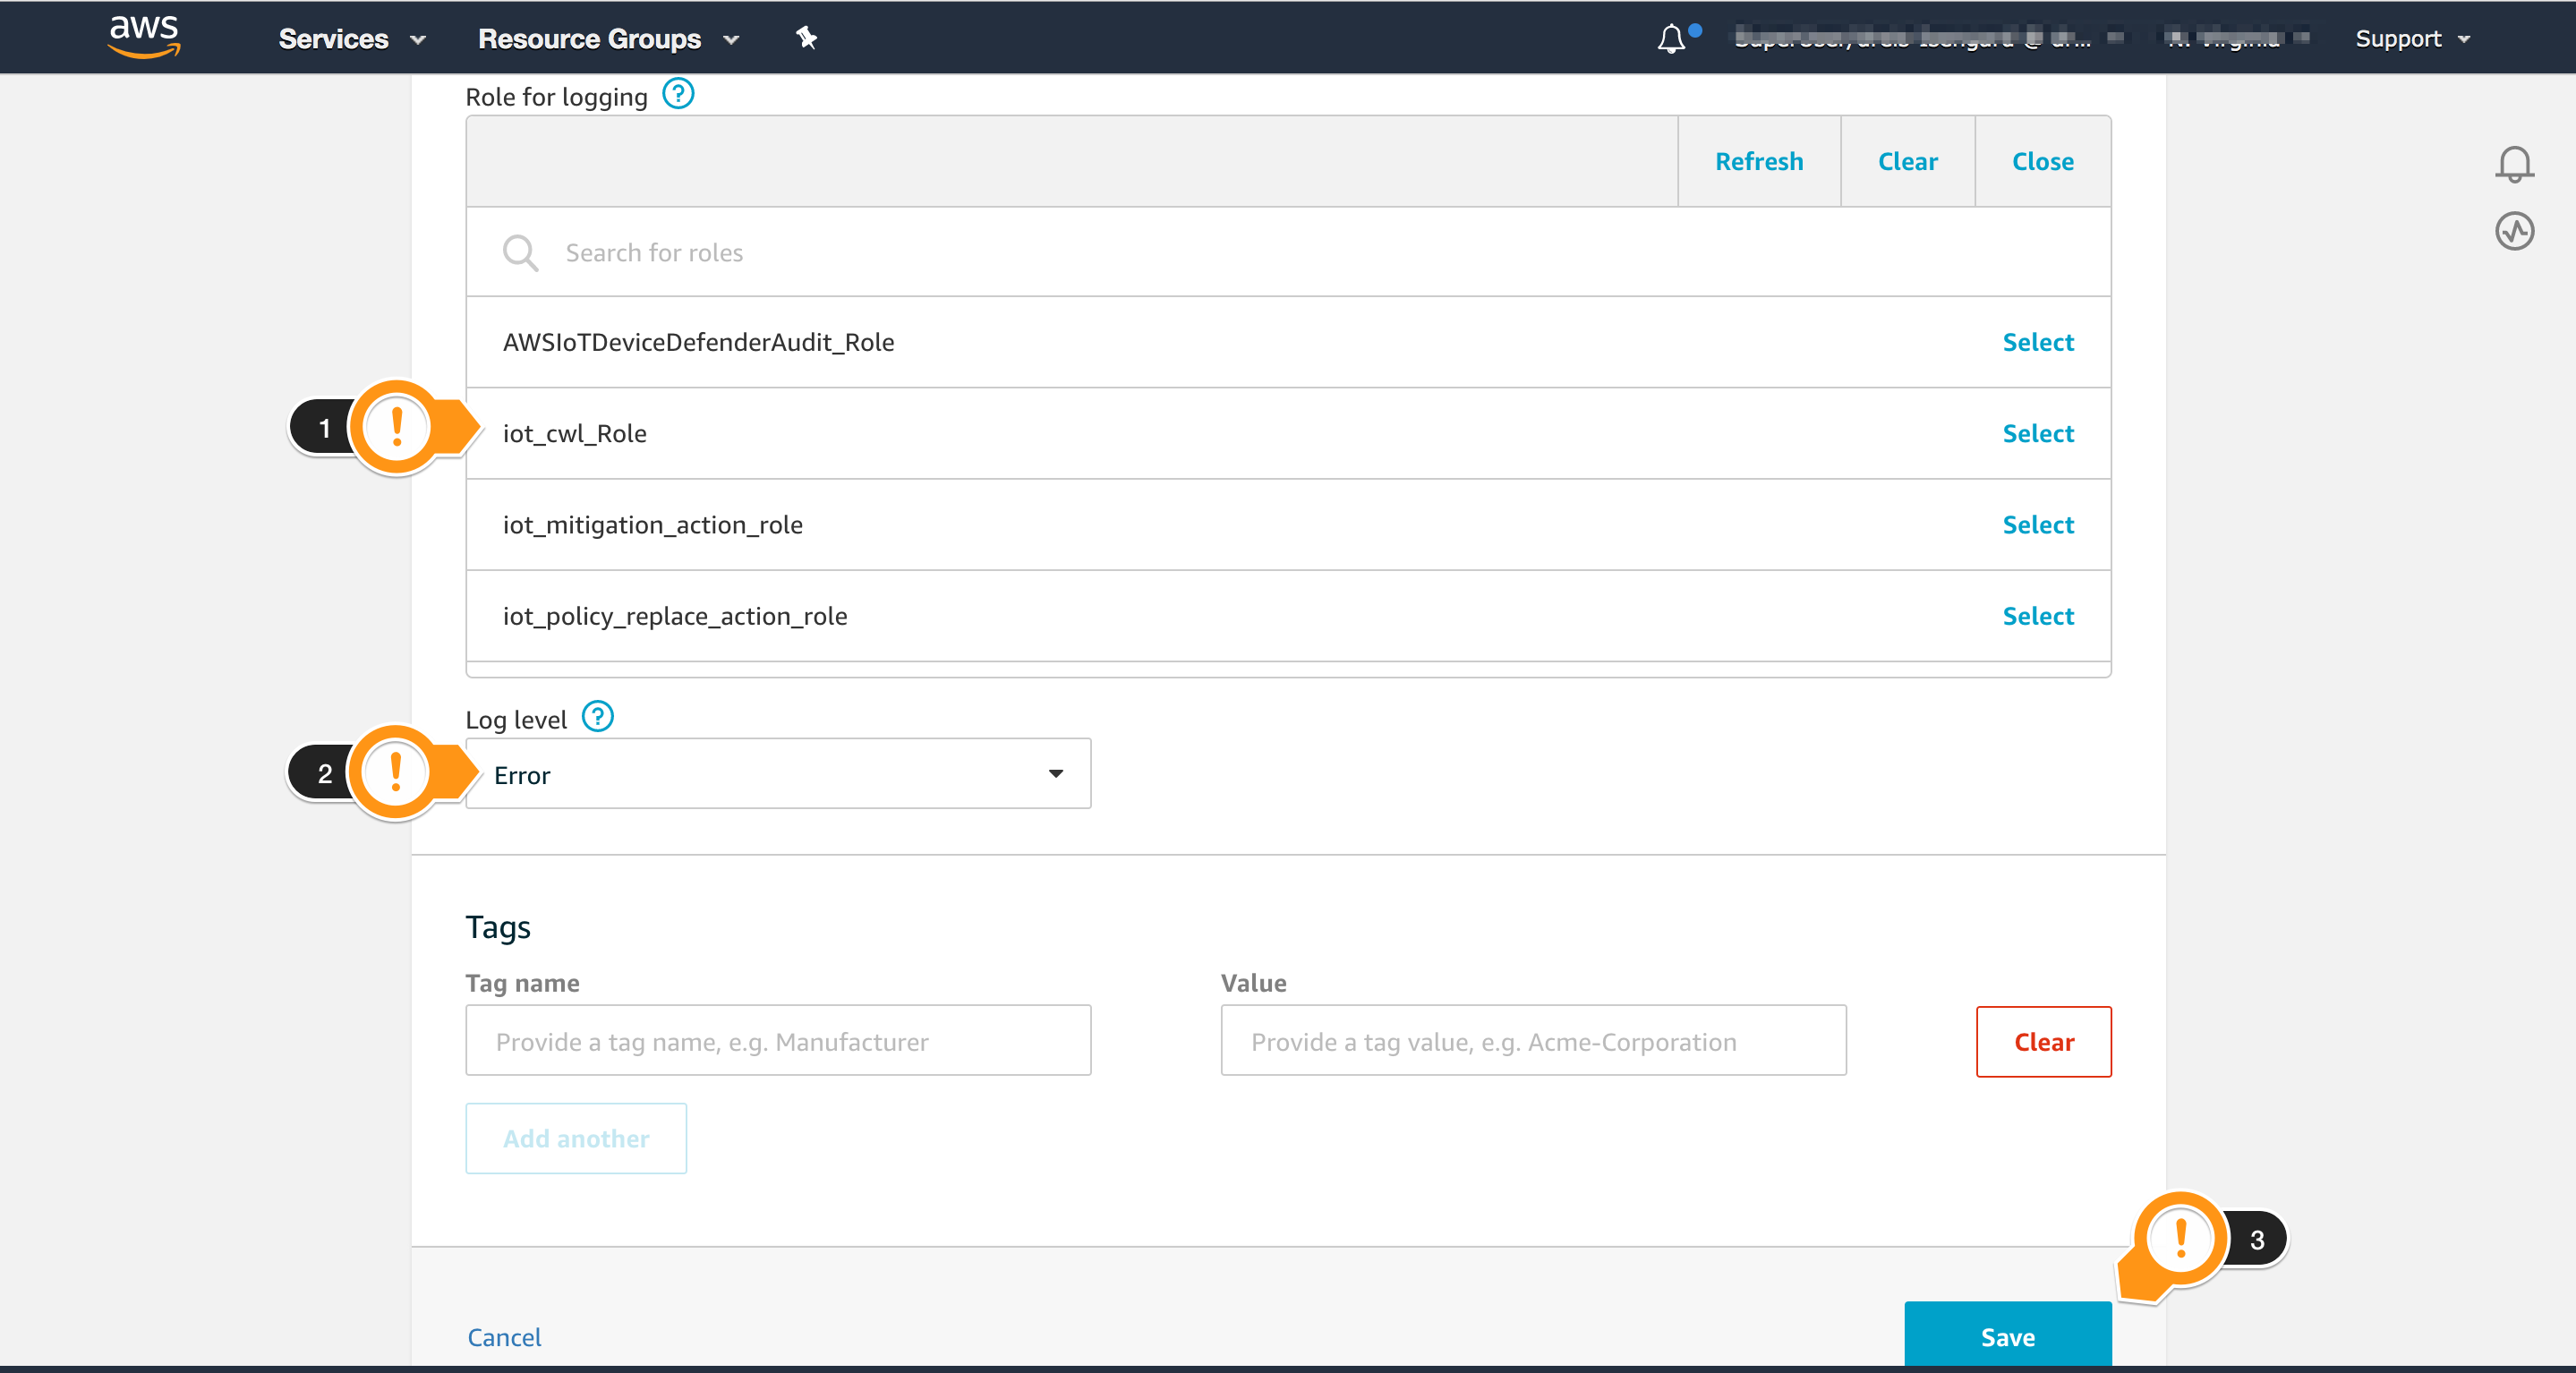 aws Services Resource Groups Support
Role for logging ?
Refresh Clear Close
Search for roles
AWSIoTDeviceDefenderAudit_Role Select
1 ! iot_cwl_Role Select
iot_mitigation_action_role Select
iot_policy_replace_action_role Select
Log level ?
2 ! Error
Tags
Tag name Value
Provide a tag name, e.g. Manufacturer Provide a tag value, e.g. Acme-Corporation Clear
Add another
! 3
Cancel Save